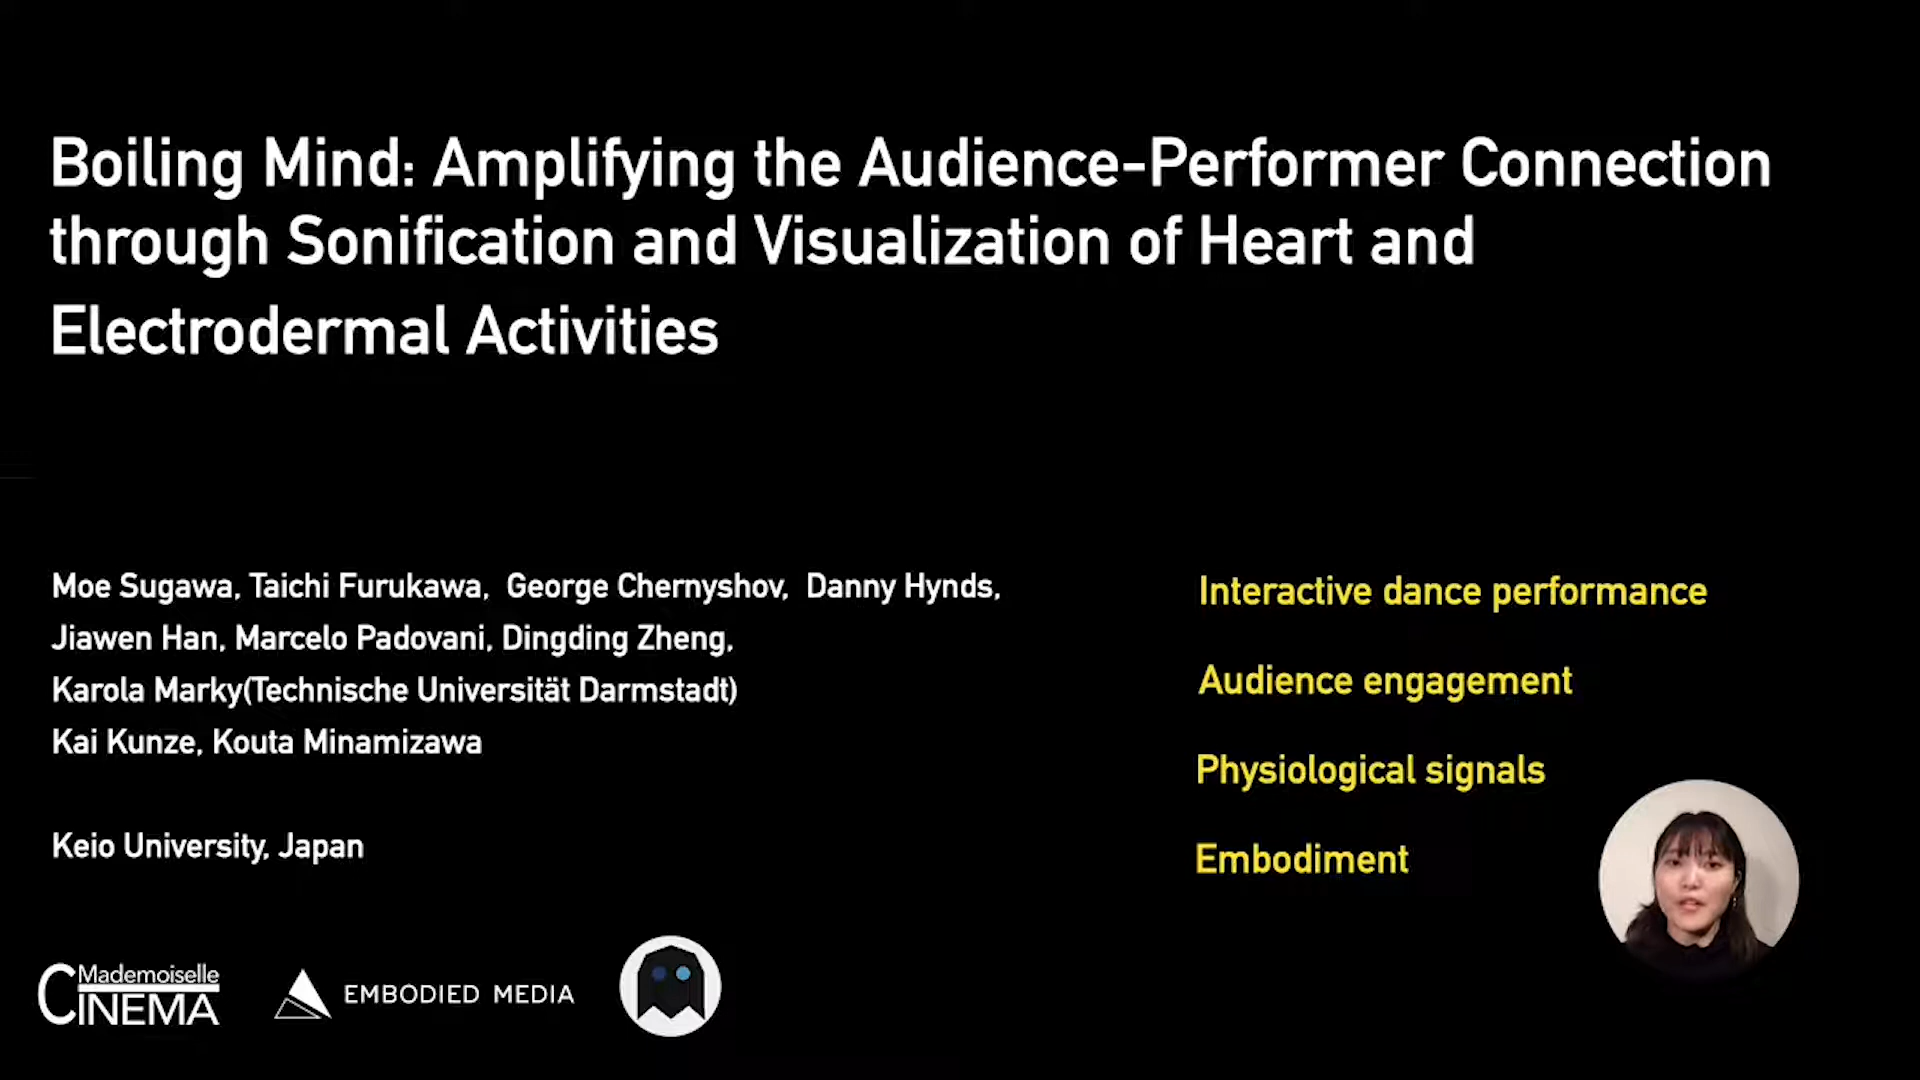 Boiling Mind: Amplifying the Audience-Performer Connection
through Sonification and Visualization of Heart and
Electrodermal Activities
Moe Sugawa, Taichi Furukawa, George Chernyshov, Danny Hynds,
Jiawen Han, Marcelo Padovani, Dingding Zheng,
Karola Marky(Technische Universität Darmstadt)
Kai Kunze, Kouta Minamizawa
Keio University, Japan
Interactive dance performance
Audience engagement
Physiological signals
Embodiment
Mademoiselle
CINEMA
EMBODIED MEDIA